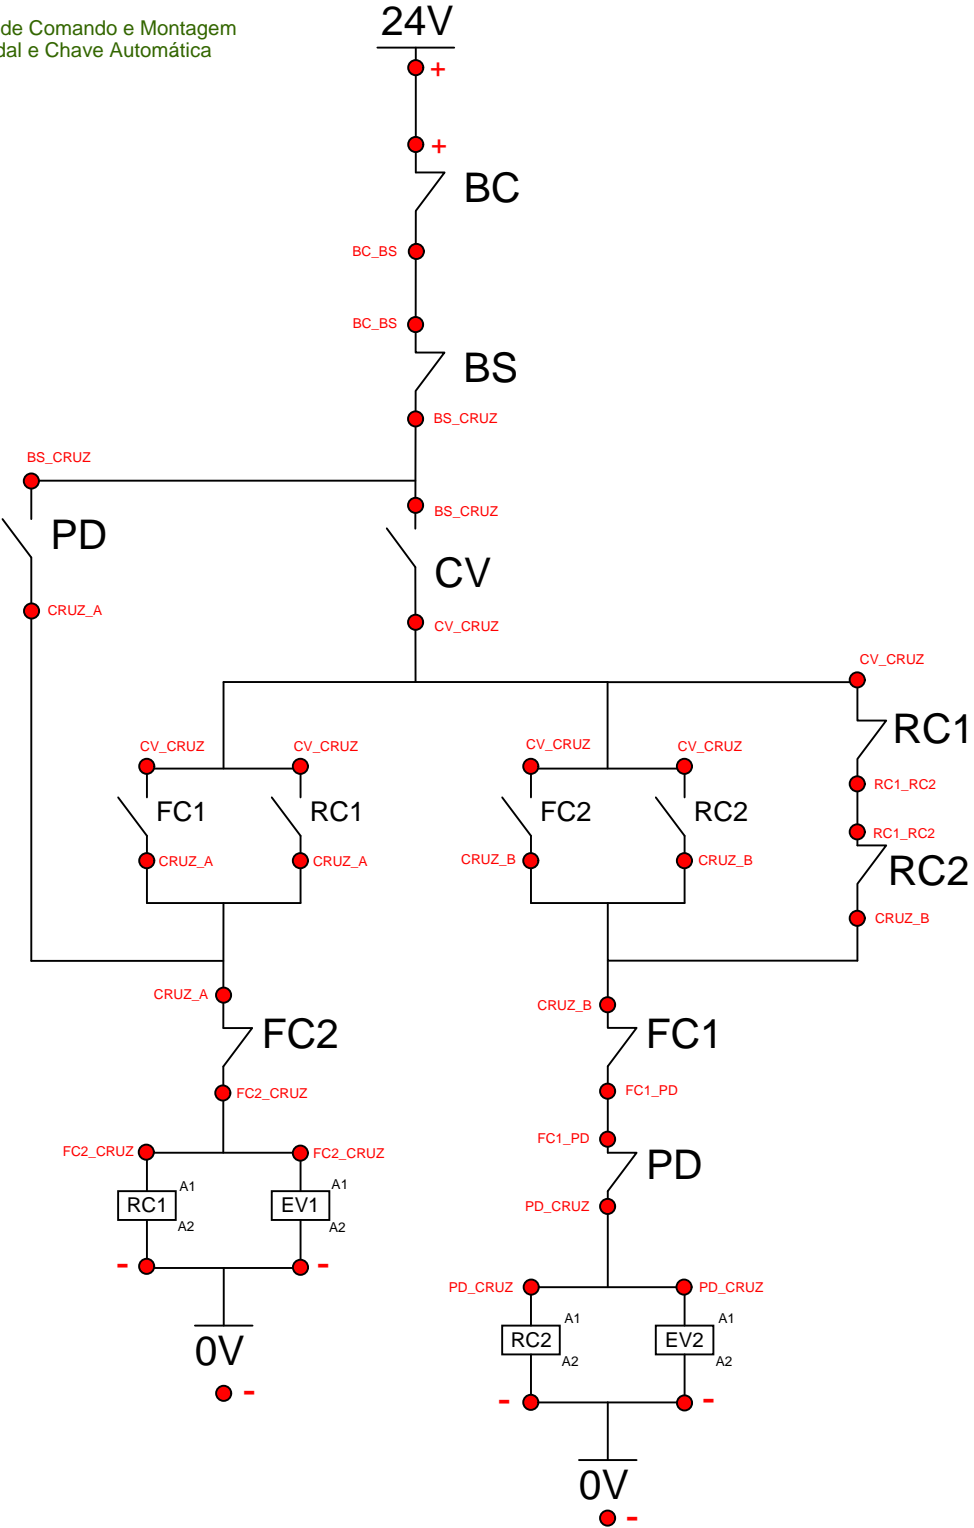 de Comando e Montagem
dal e Chave Automática
24V
+
+
BC
BC_BS
BC_BS
BS
BS_CRUZ
BS_CRUZ
BS_CRUZ
PD
CV
CRUZ_A
CV_CRUZ
CV_CRUZ
RC1
CV_CRUZ
CV_CRUZ
CV_CRUZ
CV_CRUZ
RC1_RC2
FC1
RC1
FC2
RC2
RC1_RC2
CRUZ_A
CRUZ_A
CRUZ_B
CRUZ_B
RC2
CRUZ_B
CRUZ_A
CRUZ_B
FC2
FC1
FC2_CRUZ
FC1_PD
FC1_PD
FC2_CRUZ
FC2_CRUZ
PD
A1
A1
RC1
EV1
PD_CRUZ
A2
A2
-
-
PD_CRUZ
PD_CRUZ
A1
A1
RC2
EV2
0V
A2
A2
-
-
-
0V
-